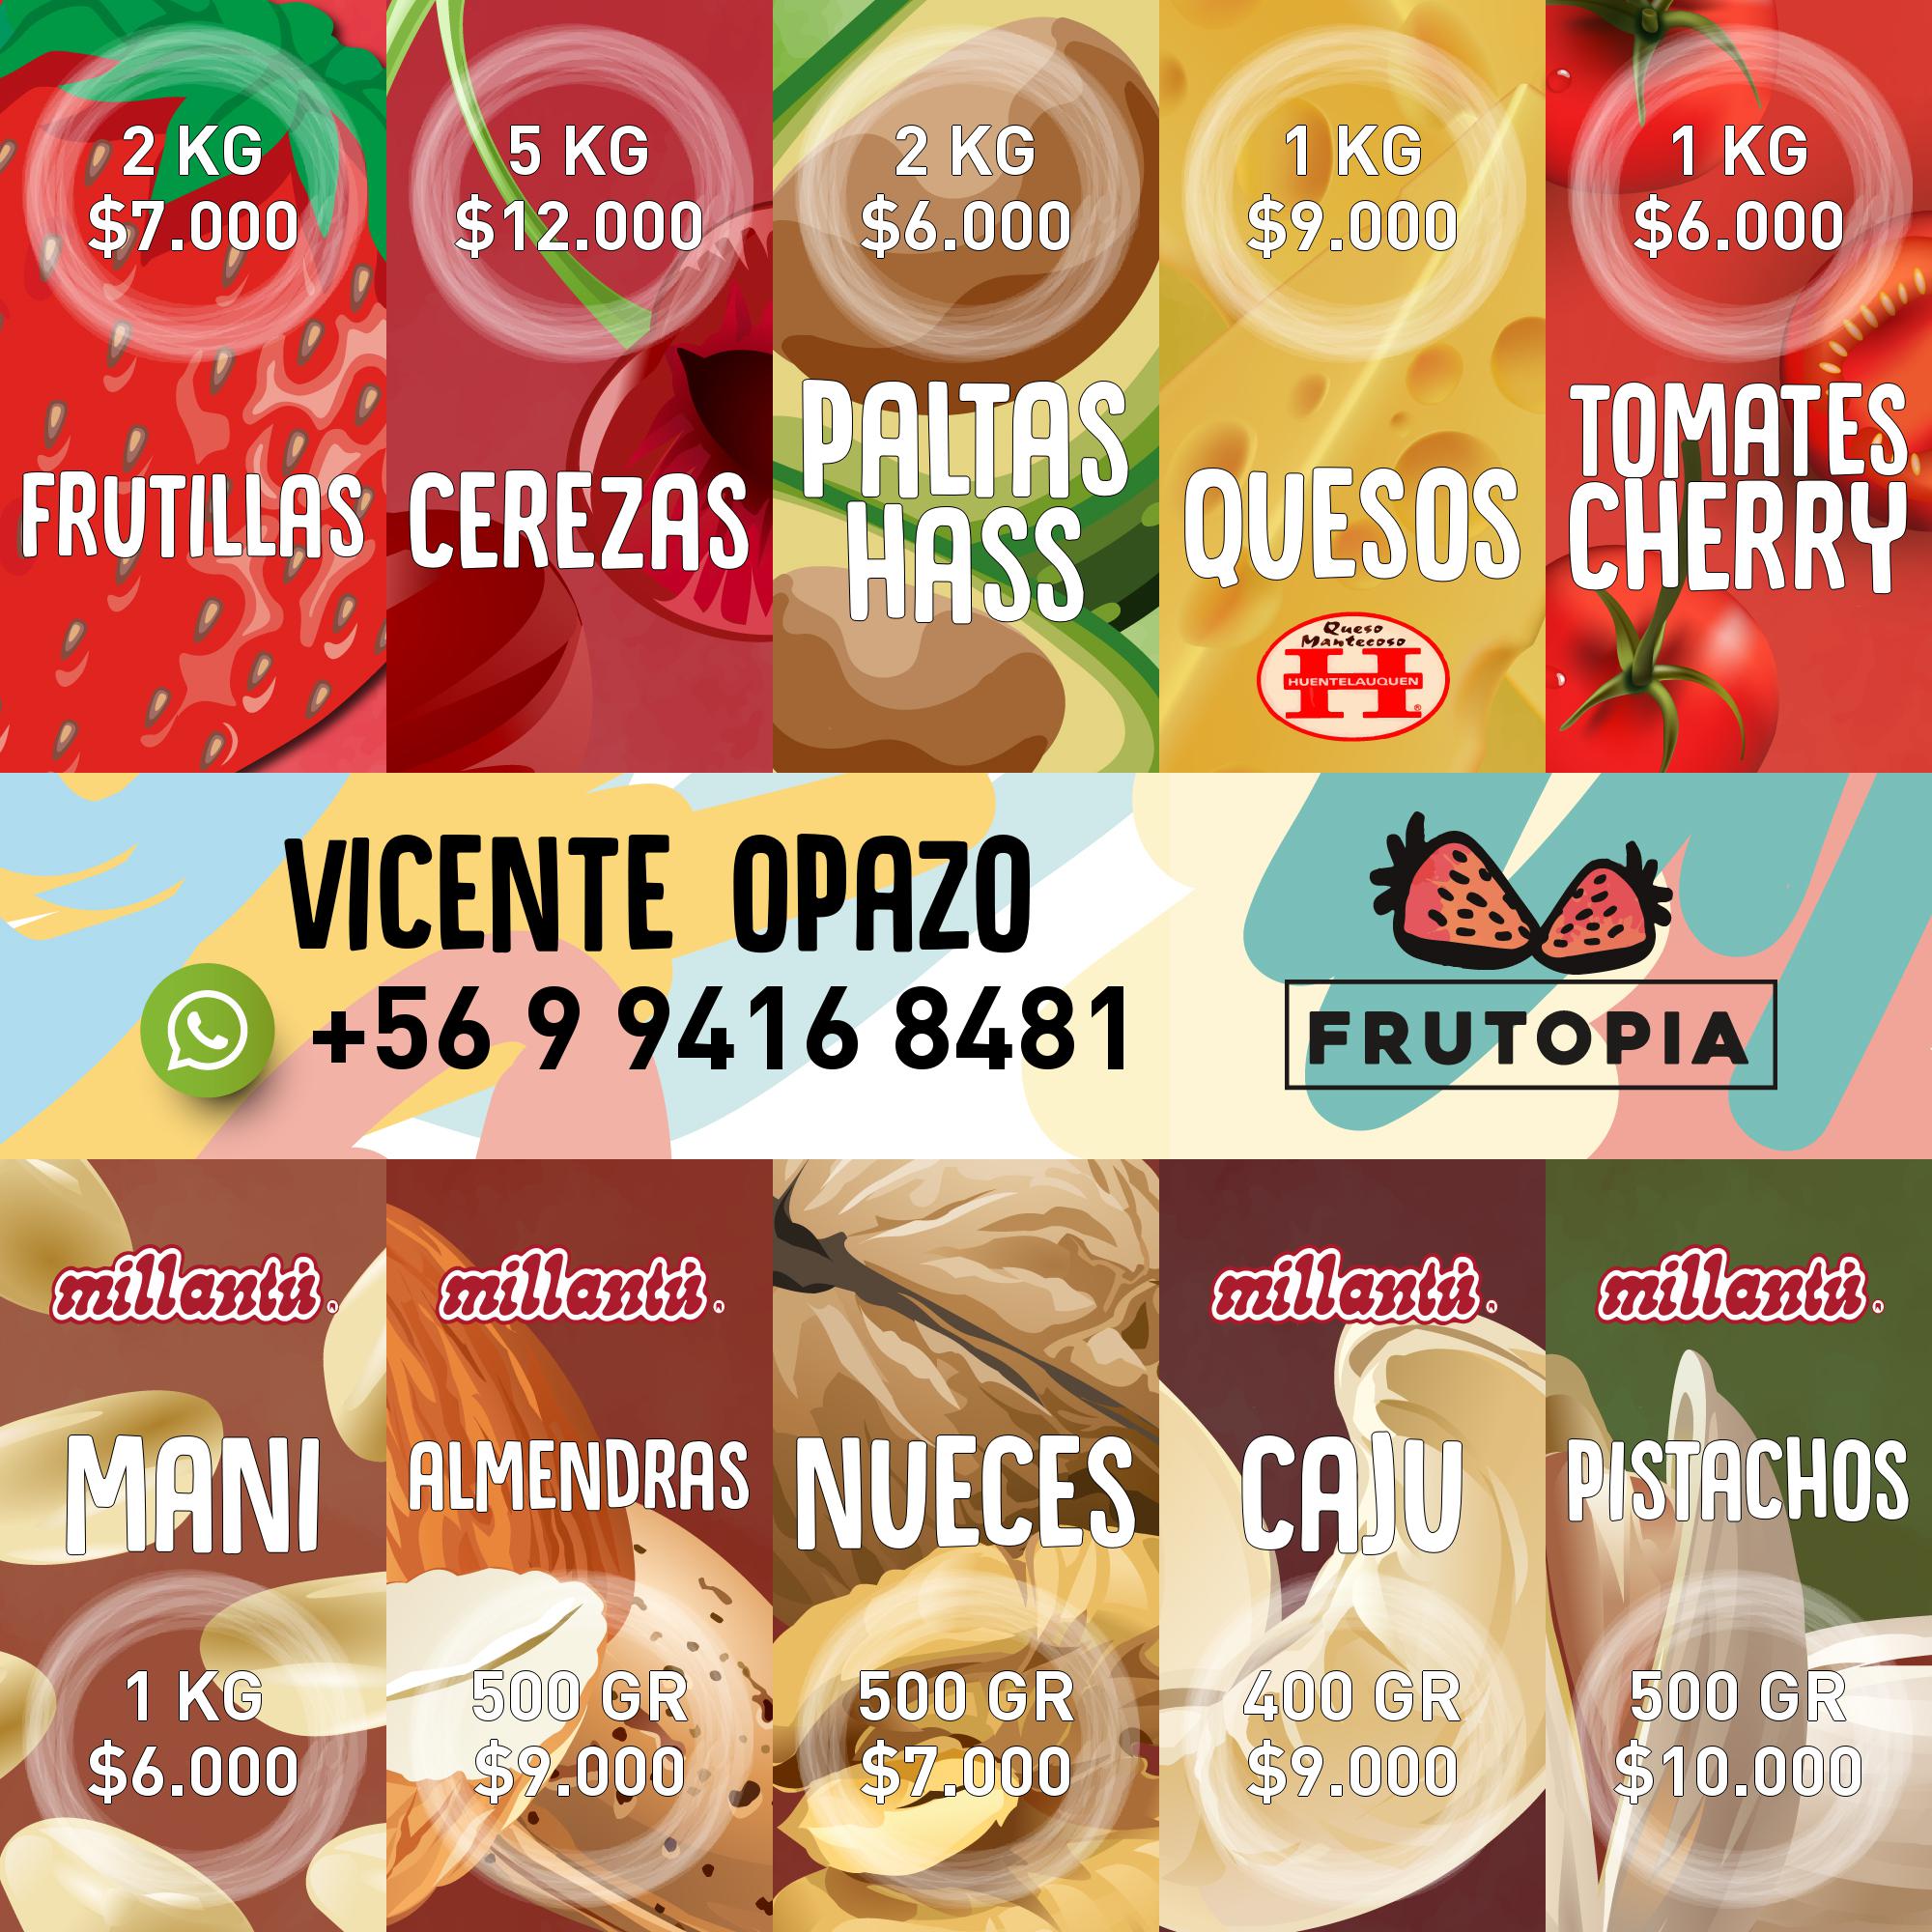 2 KG
$7.000
FRUTILLAS
5 KG
$12.000
CEREZAS
2 KG
$6.000
PALTAS
HASS
1 KG
$9.000
QUESOS
Queso
Mantecoso
H
HUENTELAUQUEN
®
1 KG
$6.000
TOMATES
CHERRY
VICENTE OPAZO
+56 9 9416 8481
FRUTOPIA
millantú®
MANI
1 KG
$6.000
millantú®
ALMENDRAS
500 GR
$9.000
NUECES
500 GR
$7.000
millantú®
CAJU
400 GR
$9.000
millantú®
PISTACHOS
500 GR
$10.000